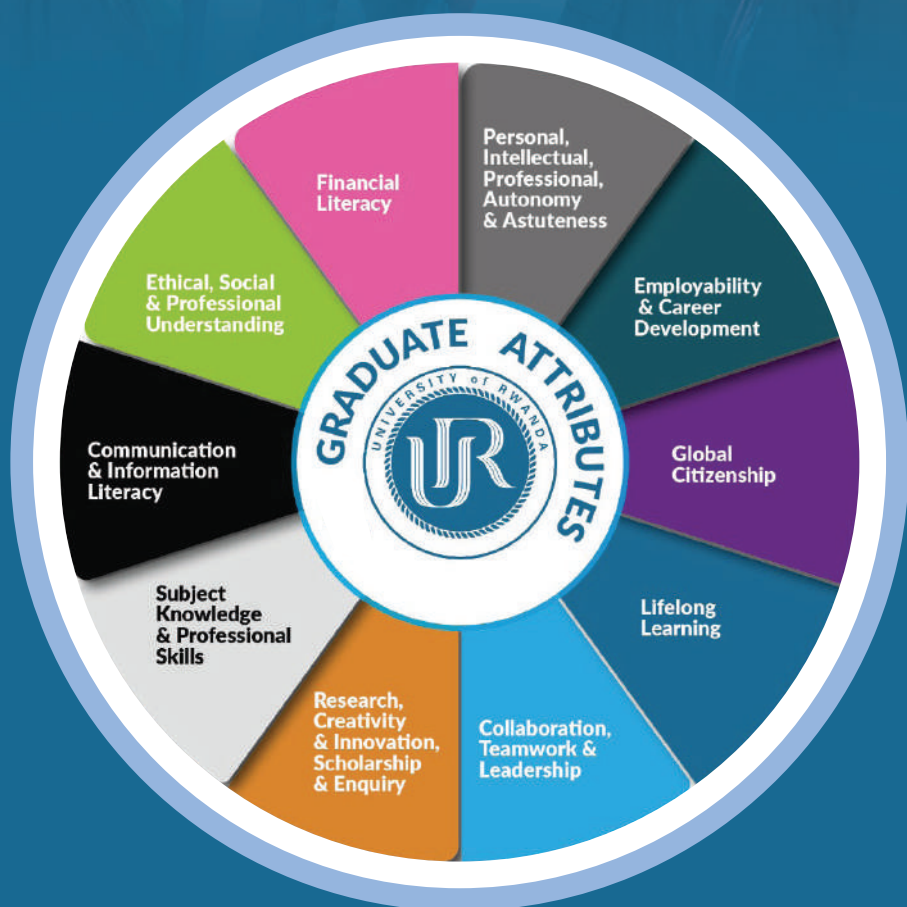 Financial
Literacy
Personal,
Intellectual,
Professional,
Autonomy
& Astuteness
Employability
& Career
Development
Global
Citizenship
Lifelong
Learning
Collaboration,
Teamwork &
Leadership
Research,
Creativity
& Innovation,
Scholarship
& Enquiry
Subject
Knowledge
& Professional
Skills
Communication
& Information
Literacy
Ethical, Social
& Professional
Understanding
GRADUATE ATTRIBUTES
UNIVERSITY of RWANDA
UR